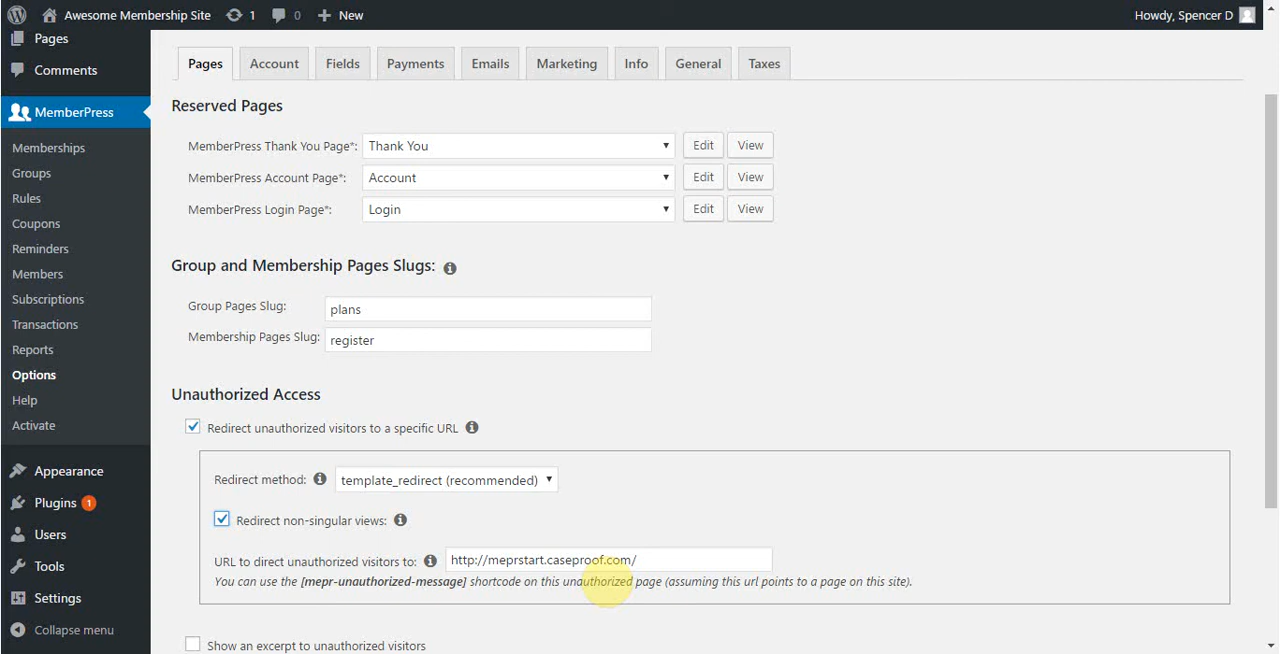 Awesome Membership Site 1 0 New Howdy, Spencer D
Pages
Comments
MemberPress
Memberships
Groups
Rules
Coupons
Reminders
Members
Subscriptions
Transactions
Reports
Options
Help
Activate
Appearance
Plugins 1
Users
Tools
Settings
Collapse menu
Pages Account Fields Payments Emails Marketing Info General Taxes
Reserved Pages
MemberPress Thank You Page*: Thank You Edit View
MemberPress Account Page*: Account Edit View
MemberPress Login Page*: Login Edit View
Group and Membership Pages Slugs:
Group Pages Slug: plans
Membership Pages Slug: register
Unauthorized Access
Redirect unauthorized visitors to a specific URL
Redirect method: template_redirect (recommended)
Redirect non-singular views:
URL to direct unauthorized visitors to: http://meprstart.caseproof.com/
You can use the [mepr-unauthorized-message] shortcode on this unauthorized page (assuming this url points to a page on this site).
Show an excerpt to unauthorized visitors